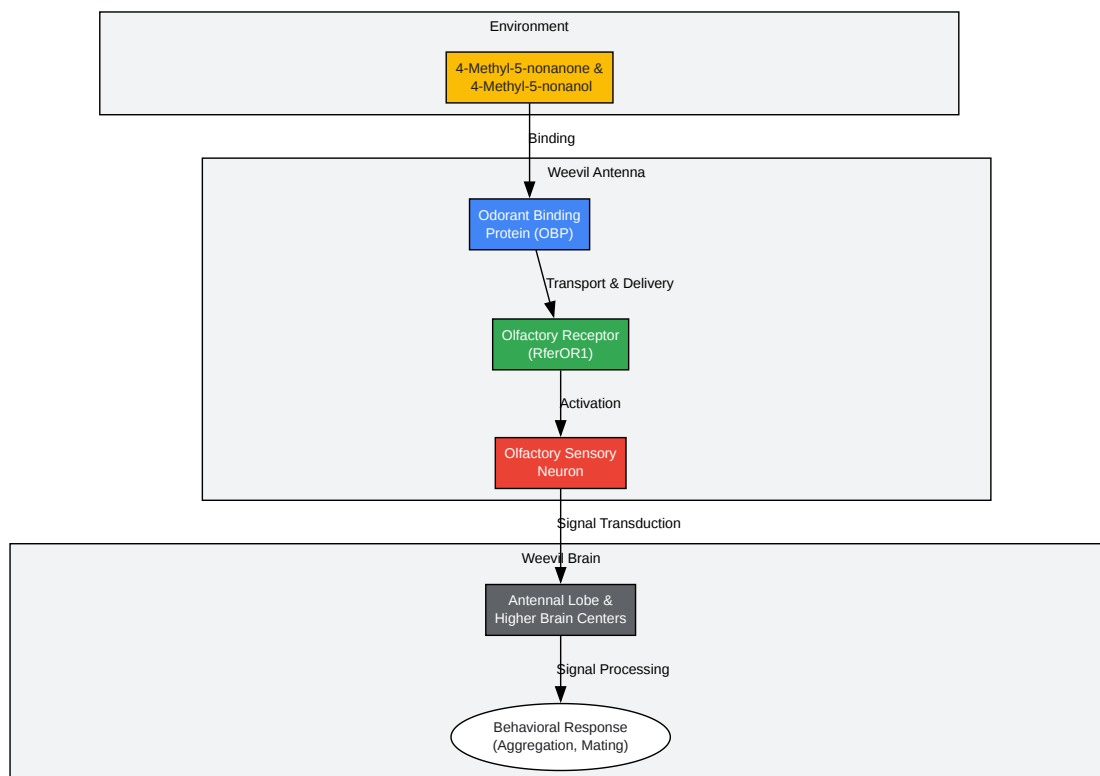 Environment
4-Methyl-5-nonanone &
4-Methyl-5-nonanol
Binding
Weevil Antenna
Odorant Binding
Protein (OBP)
Transport & Delivery
Olfactory Receptor
(RferOR1)
Activation
Olfactory Sensory
Neuron
Signal Transduction
Weevil Brain
Antennal Lobe &
Higher Brain Centers
Signal Processing
Behavioral Response
(Aggregation, Mating)